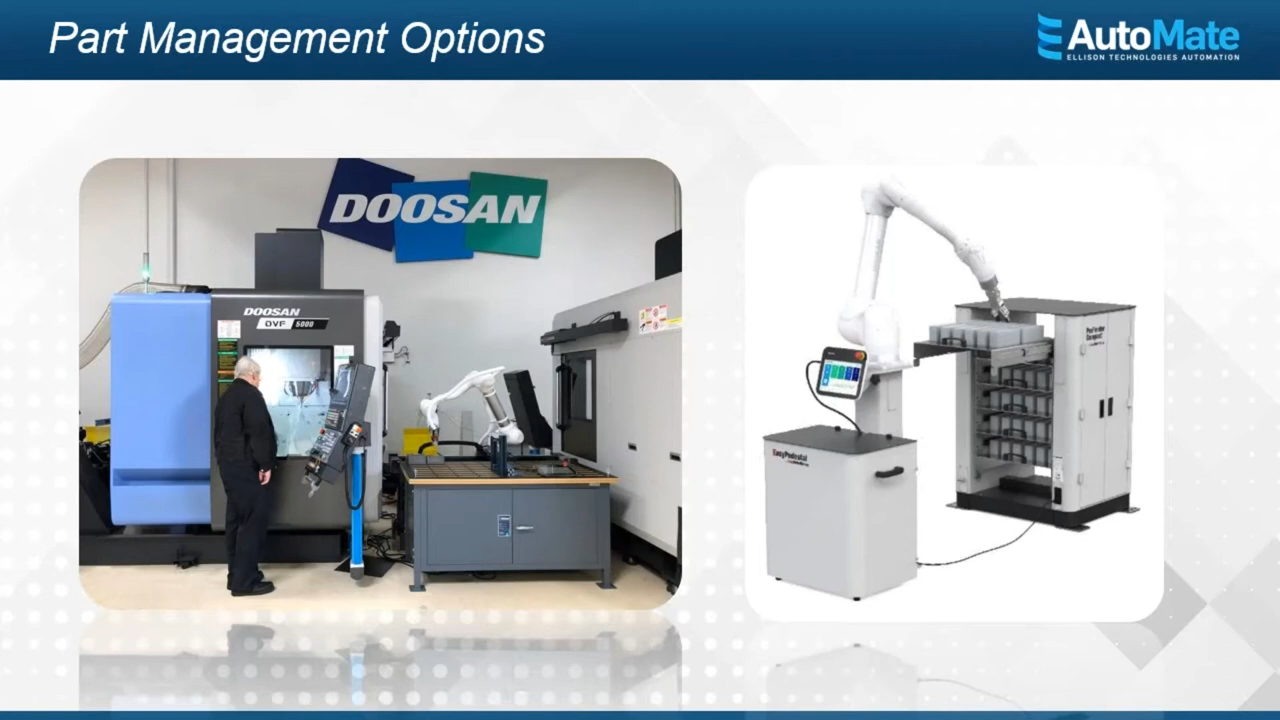 Part Management Options
AutoMate
ELLISON TECHNOLOGIES AUTOMATION
DOOSAN
DOOSAN
DVF 5000
EasyPedestal